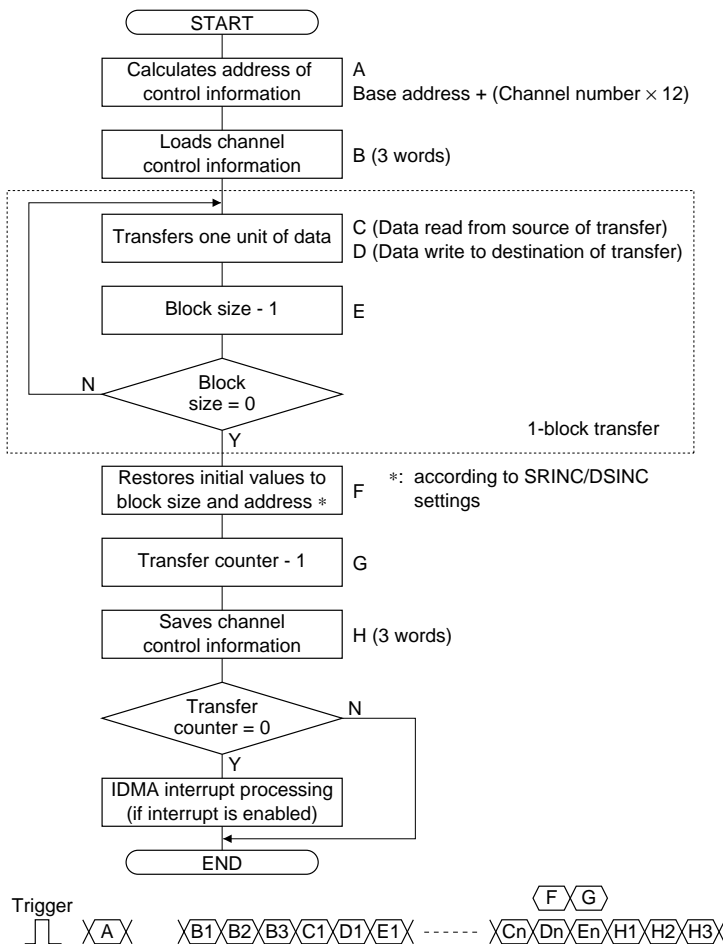 START
Calculates address of
control information
A
Base address + (Channel number × 12)
Loads channel
control information
B (3 words)
Transfers one unit of data
C (Data read from source of transfer)
D (Data write to destination of transfer)
Block size - 1
E
N
Block
size = 0
Y
1-block transfer
Restores initial values to
block size and address *
F
*: according to SRINC/DSINC
settings
Transfer counter - 1
G
Saves channel
control information
H (3 words)
Transfer
counter = 0
N
Y
IDMA interrupt processing
(if interrupt is enabled)
END
F G
Trigger
A B1 B2 B3 C1 D1 E1 ------ Cn Dn En H1 H2 H3